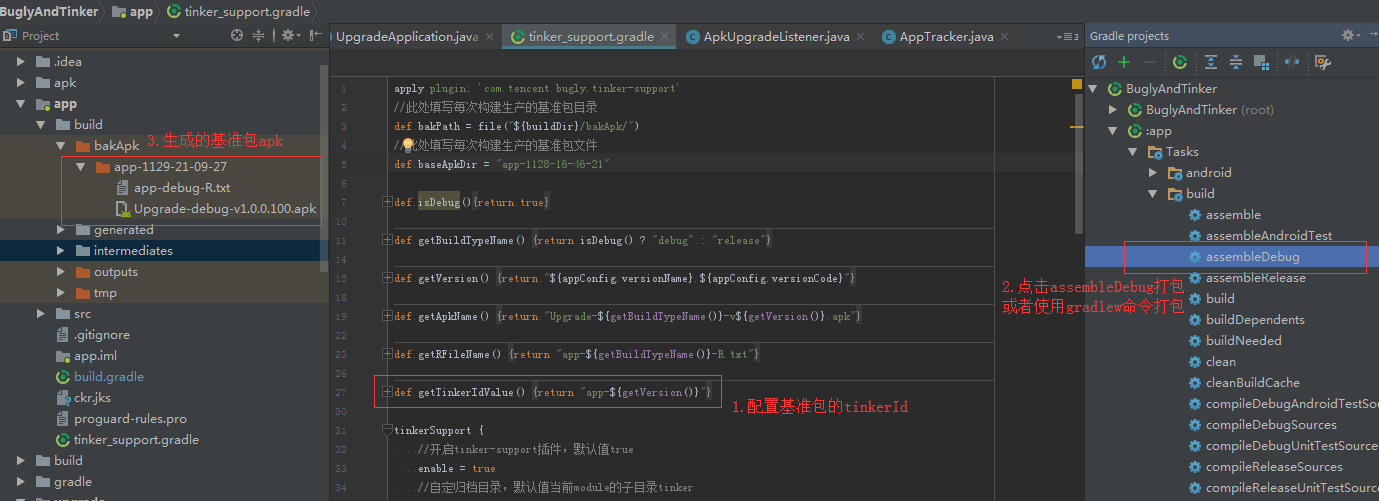 BuglyAndTinker
app
tinker_support.gradle
Project
.idea
apk
app
build
bakApk
3.生成的基准包apk
app-1129-21-09-27
app-debug-R.txt
Upgrade-debug-v1.0.0.100.apk
generated
intermediates
outputs
tmp
src
.gitignore
app.iml
build.gradle
ckr.jks
proguard-rules.pro
tinker_support.gradle
build
gradle
UpgradeApplication.java
tinker_support.gradle
ApkUpgradeListener.java
AppTracker.java
3
1 apply plugin: 'com.tencent.bugly.tinker-support'
2 //此处填写每次构建生产的基准包目录
3 def bakPath = file("${buildDir}/bakApk/")
4 //此处填写每次构建生产的基准包文件
5 def baseApkDir = "app-1128-16-46-21"
6
7 def isDebug(){return true}
10
11 def getBuildTypeName() {return isDebug() ? "debug" : "release"}
14
15 def getVersion() {return "${appConfig.versionName}.${appConfig.versionCode}"}
18
19 def getApkName() {return "Upgrade-${getBuildTypeName()}-v${getVersion()}.apk"}
22
23 def getRFileName() {return "app-${getBuildTypeName()}-R.txt"}
26
27 def getTinkerIdValue() {return "app-${getVersion()}"}
1.配置基准包的tinkerId
30
31 tinkerSupport {
32 //开启tinker-support插件，默认值true
33 enable = true
34 //自定归档目录，默认值当前module的子目录tinker
Gradle projects
BuglyAndTinker
BuglyAndTinker (root)
:app
Tasks
android
build
assemble
assembleAndroidTest
assembleDebug
2.点击assembleDebug打包
或者使用gradlew命令打包
assembleRelease
build
buildDependents
buildNeeded
clean
cleanBuildCache
compileDebugAndroidTestSou
compileDebugSources
compileDebugUnitTestSources
compileReleaseSources
compileReleaseUnitTestSource